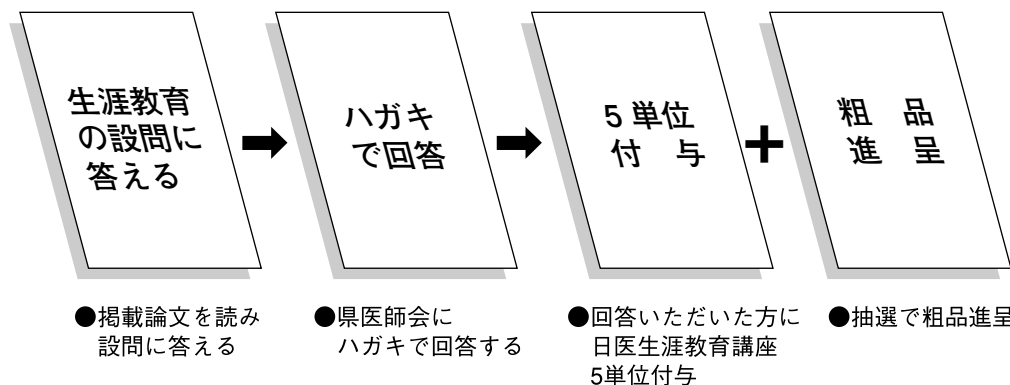 生涯教育
の設問に
答える
ハガキ
で回答
5単位
付 与
粗 品
進 呈
●掲載論文を読み
設問に答える
●県医師会に
ハガキで回答する
●回答いただいた方に
日医生涯教育講座
5単位付与
●抽選で粗品進呈